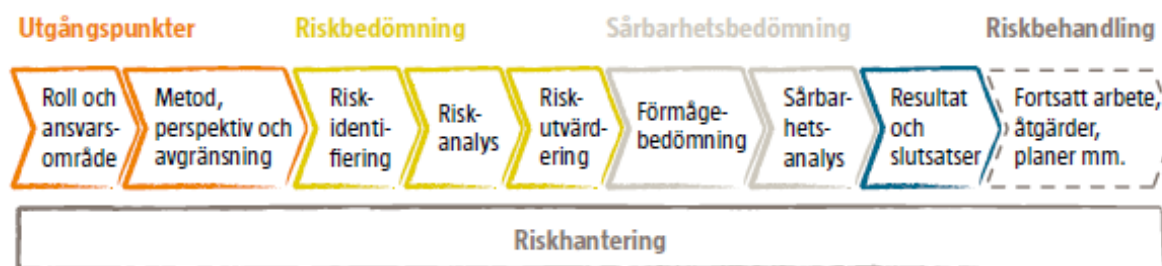 Utgångspunkter Riskbedömning Sårbarhetsbedömning Riskbehandling
Roll och
ansvars-
område
Metod,
perspektiv och
avgränsning
Risk-
identi-
fiering
Risk-
analys
Risk-
utvärd-
ering
Förmåge-
bedömning
Sårbar-
hets-
analys
Resultat
och
slutsatser
Fortsatt arbete,
åtgärder,
planer mm.
Riskhantering